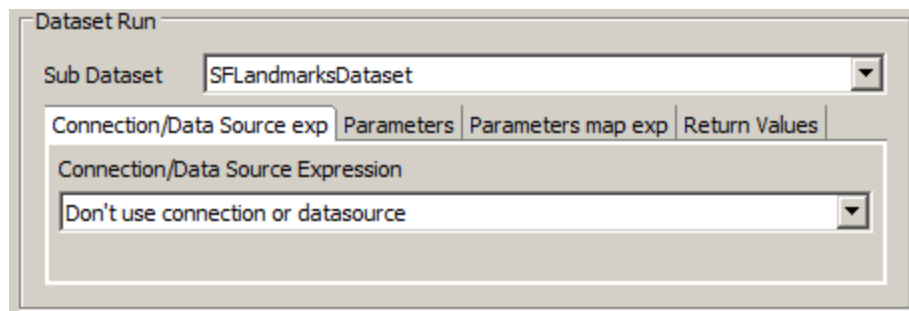 Dataset Run
Sub Dataset SFLandmarksDataset
Connection/Data Source exp Parameters Parameters map exp Return Values
Connection/Data Source Expression
Don't use connection or datasource